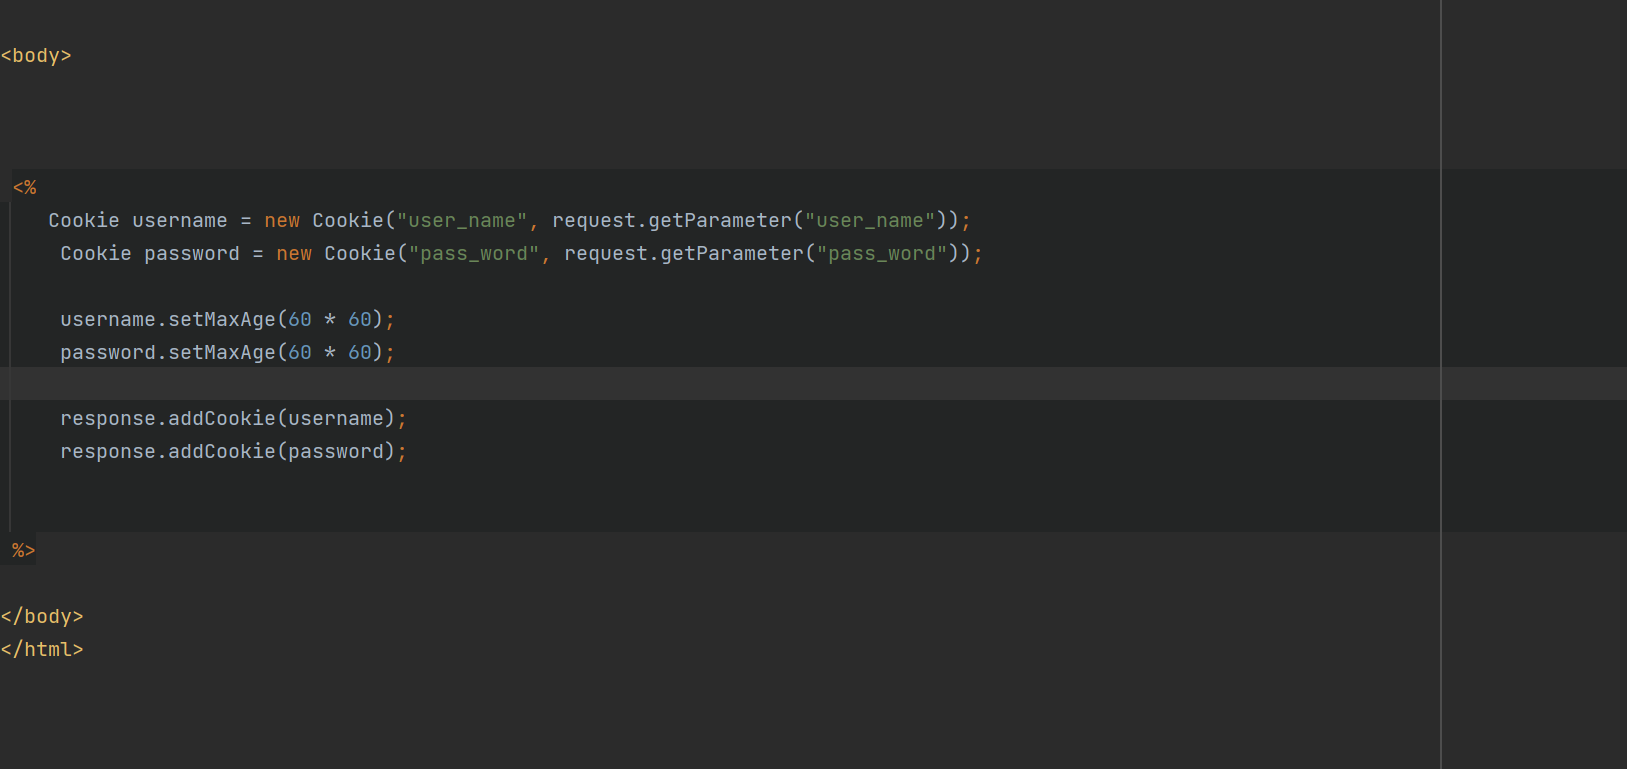 <body>
<%
Cookie username = new Cookie("user_name", request.getParameter("user_name"));
Cookie password = new Cookie("pass_word", request.getParameter("pass_word"));
username.setMaxAge(60 * 60);
password.setMaxAge(60 * 60);
response.addCookie(username);
response.addCookie(password);
%>
</body>
</html>